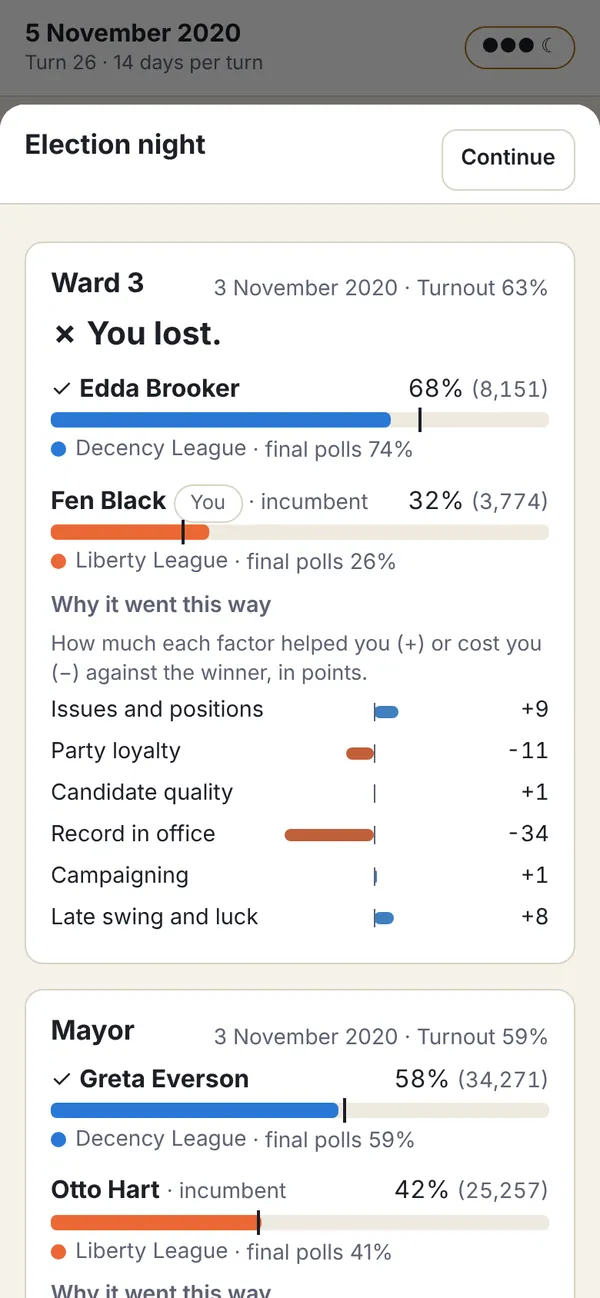 5 November 2020
Turn 26 · 14 days per turn
Election night
Continue
Ward 3
3 November 2020 · Turnout 63%
× You lost.
✓ Edda Brooker 68% (8,151)
Decency League · final polls 74%
Fen Black You · incumbent 32% (3,774)
Liberty League · final polls 26%
Why it went this way
How much each factor helped you (+) or cost you
(−) against the winner, in points.
Issues and positions +9
Party loyalty -11
Candidate quality +1
Record in office -34
Campaigning +1
Late swing and luck +8
Mayor
3 November 2020 · Turnout 59%
✓ Greta Everson 58% (34,271)
Decency League · final polls 59%
Otto Hart · incumbent 42% (25,257)
Liberty League · final polls 41%
Why it went this way